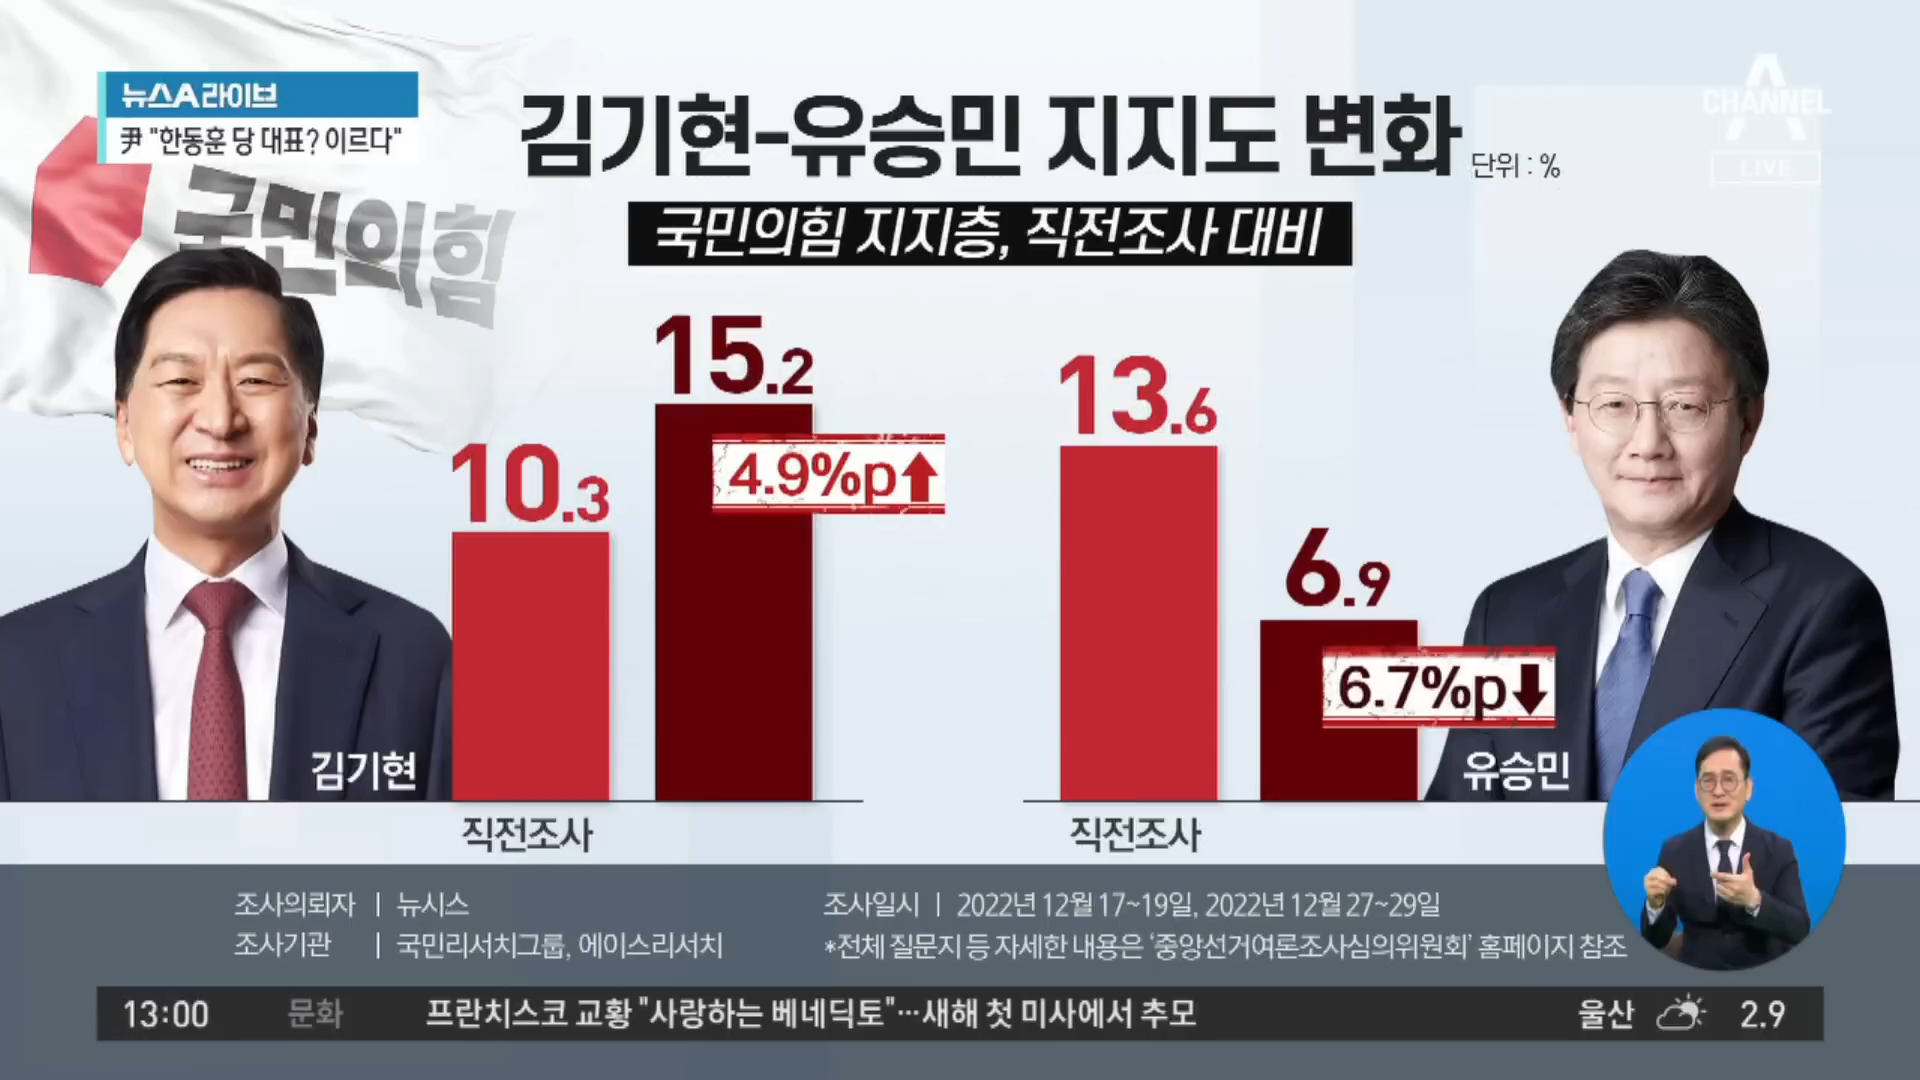 뉴스A라이브
尹 "한동훈 당 대표? 이르다"
국민의힘
김기현-유승민 지지도 변화
단위 : %
국민의힘 지지층, 직전조사 대비
CHANNEL A
LIVE
10.3
15.2
4.9%p↑
13.6
6.9
6.7%p↓
김기현
유승민
직전조사
직전조사
조사의뢰자 | 뉴시스
조사일시 | 2022년 12월 17~19일, 2022년 12월 27~29일
조사기관 | 국민리서치그룹, 에이스리서치
*전체 질문지 등 자세한 내용은 '중앙선거여론조사심의위원회' 홈페이지 참조
13:00 문화 프란치스코 교황 "사랑하는 베네딕토"…새해 첫 미사에서 추모 울산 2.9